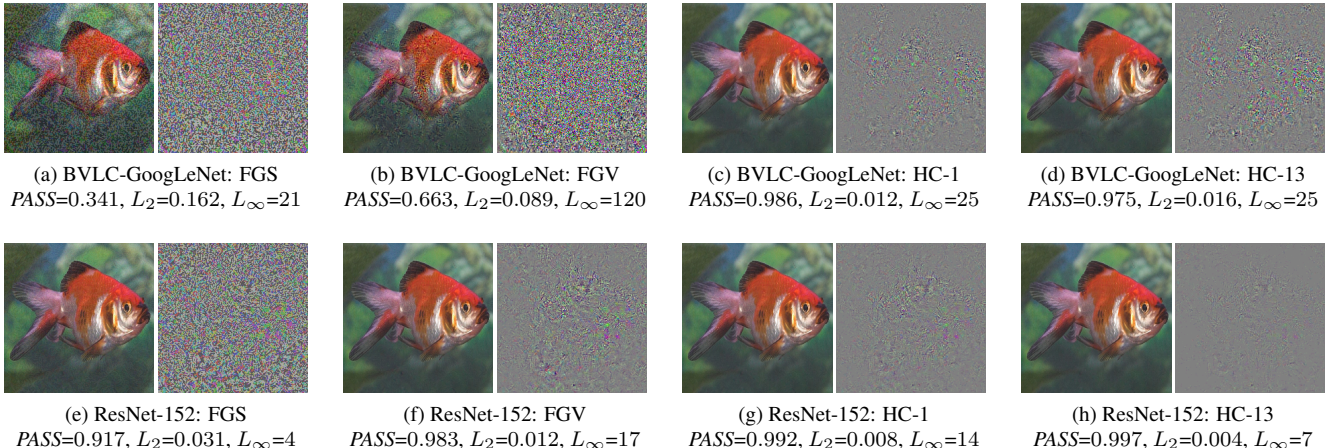 (a) BVLC-GoogLeNet: FGS
PASS=0.341, L₂=0.162, L∞=21
(b) BVLC-GoogLeNet: FGV
PASS=0.663, L₂=0.089, L∞=120
(c) BVLC-GoogLeNet: HC-1
PASS=0.986, L₂=0.012, L∞=25
(d) BVLC-GoogLeNet: HC-13
PASS=0.975, L₂=0.016, L∞=25
(e) ResNet-152: FGS
PASS=0.917, L₂=0.031, L∞=4
(f) ResNet-152: FGV
PASS=0.983, L₂=0.012, L∞=17
(g) ResNet-152: HC-1
PASS=0.992, L₂=0.008, L∞=14
(h) ResNet-152: HC-13
PASS=0.997, L₂=0.004, L∞=7